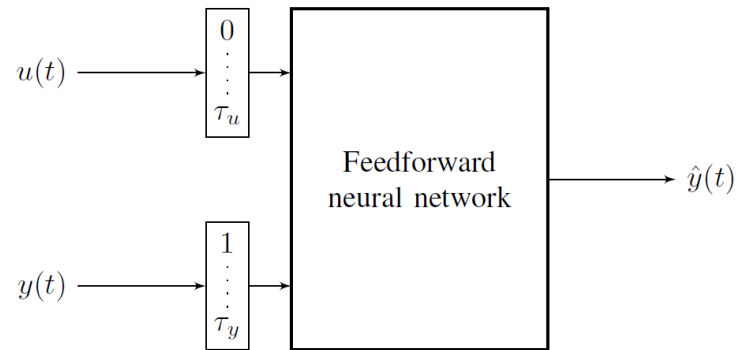 u(t)
0
τ_u
Feedforward
neural network
ŷ(t)
y(t)
1
τ_y